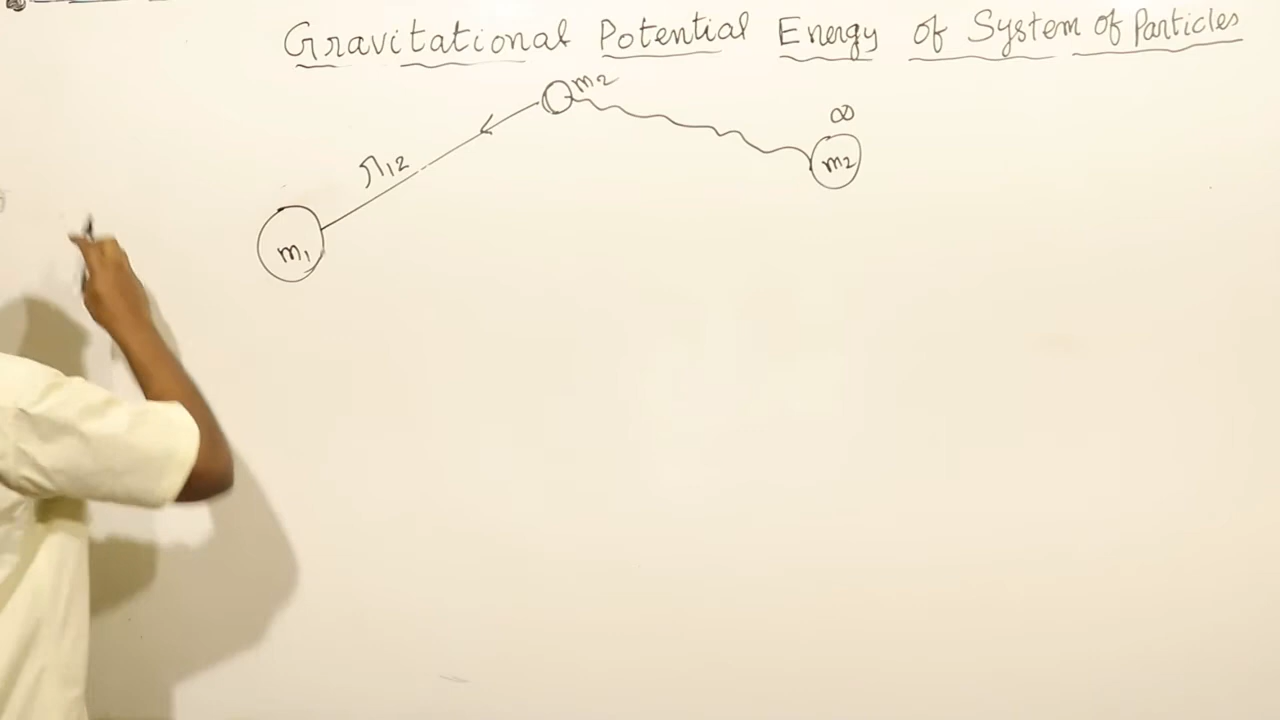 Gravitational Potential Energy of System of Particles
m2
∞
r12
m2
m1